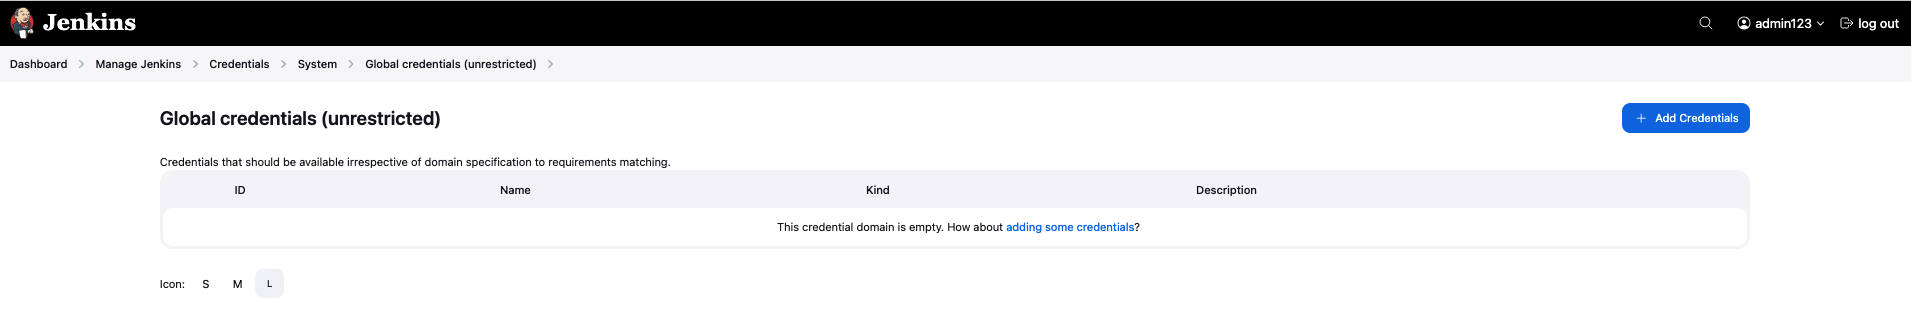 Jenkins admin123 log out
Dashboard Manage Jenkins Credentials System Global credentials (unrestricted)
Global credentials (unrestricted) + Add Credentials
Credentials that should be available irrespective of domain specification to requirements matching.
ID Name Kind Description
This credential domain is empty. How about adding some credentials?
Icon: S M L